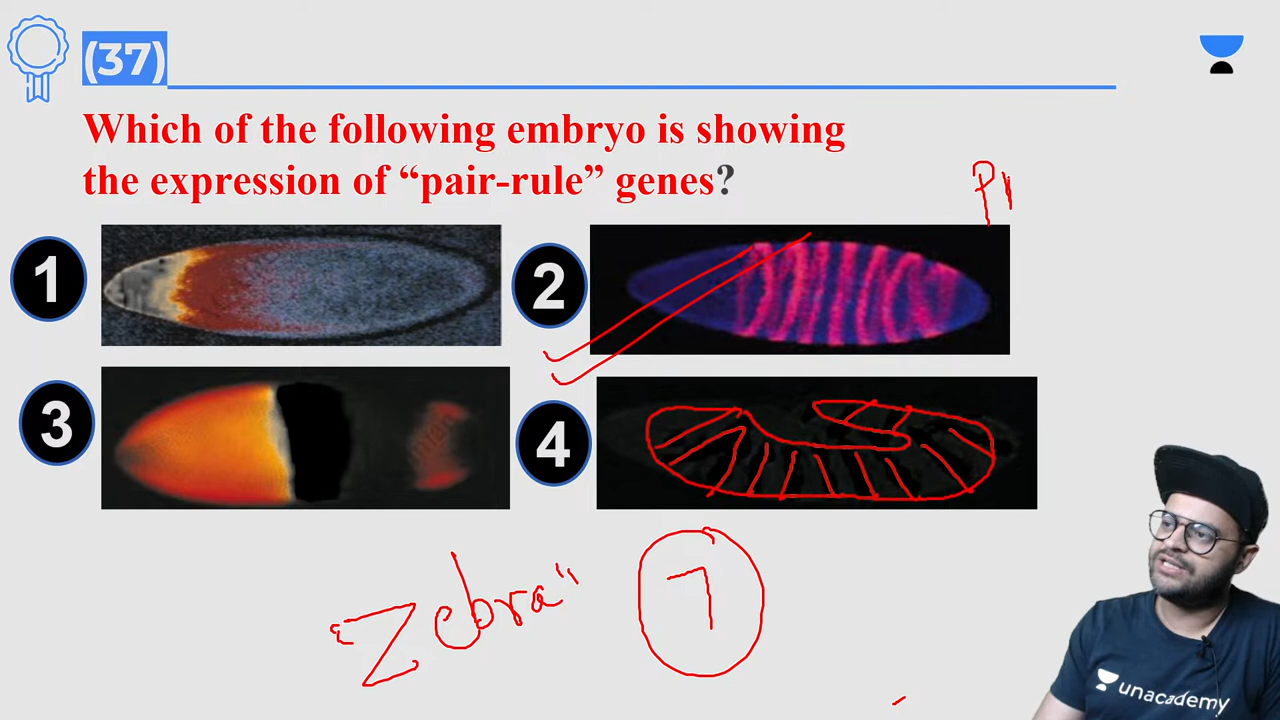 (37)
Which of the following embryo is showing
the expression of “pair-rule” genes?
1
2
3
4
"Zebra"
7
unacademy